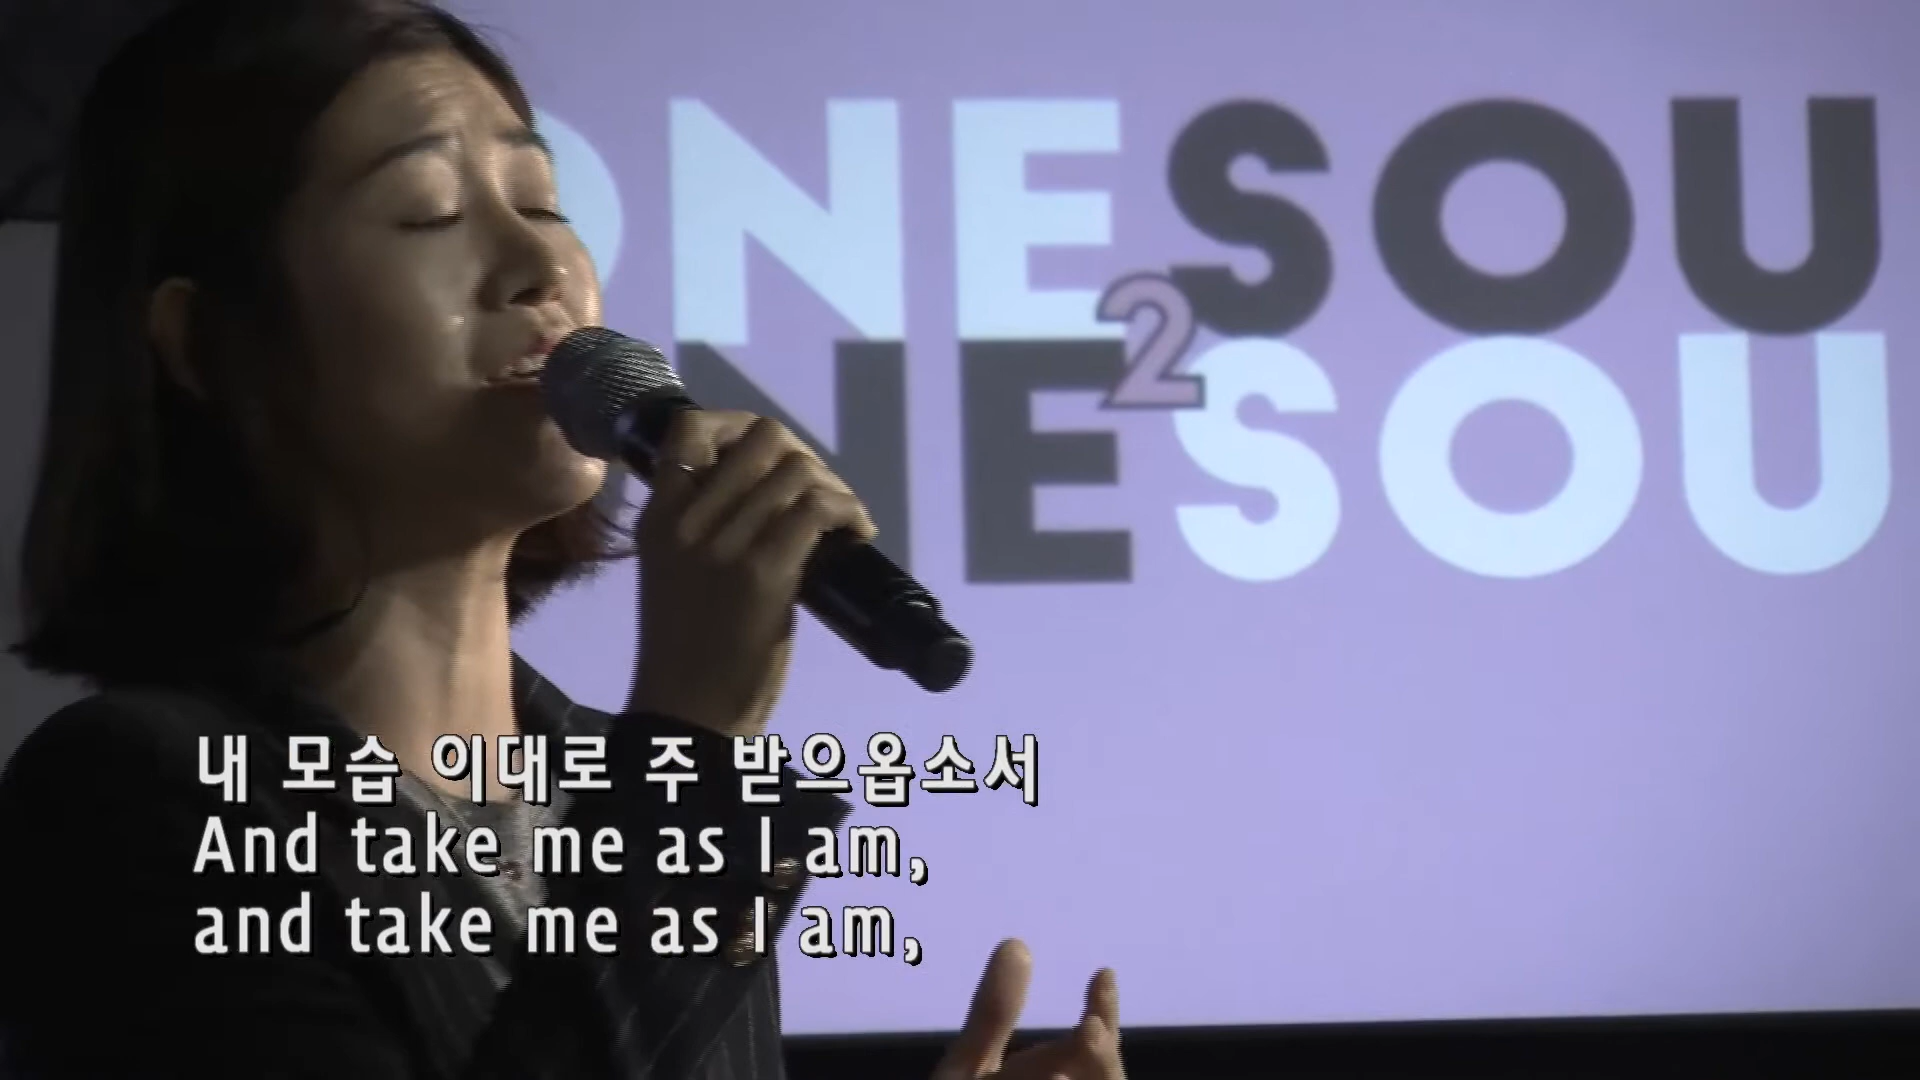 ONE SOU
2
NE SOU
내 모습 이대로 주 받으옵소서
And take me as I am,
and take me as I am,